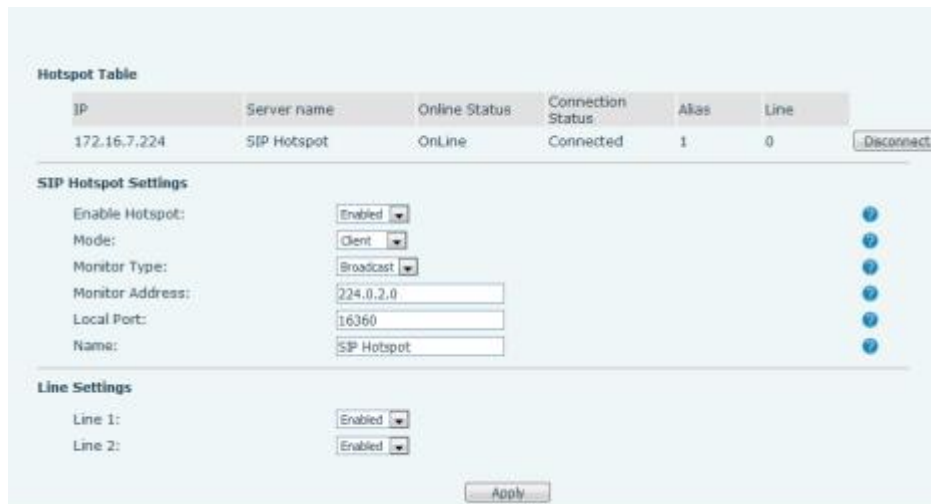 Hotspot Table
IP Server name Online Status Connection Status Alias Line
172.16.7.224 SIP Hotspot OnLine Connected 1 0 Disconnect
SIP Hotspot Settings
Enable Hotspot: Enabled
Mode: Client
Monitor Type: Broadcast
Monitor Address: 224.0.2.0
Local Port: 16360
Name: SIP Hotspot
Line Settings
Line 1: Enabled
Line 2: Enabled
Apply